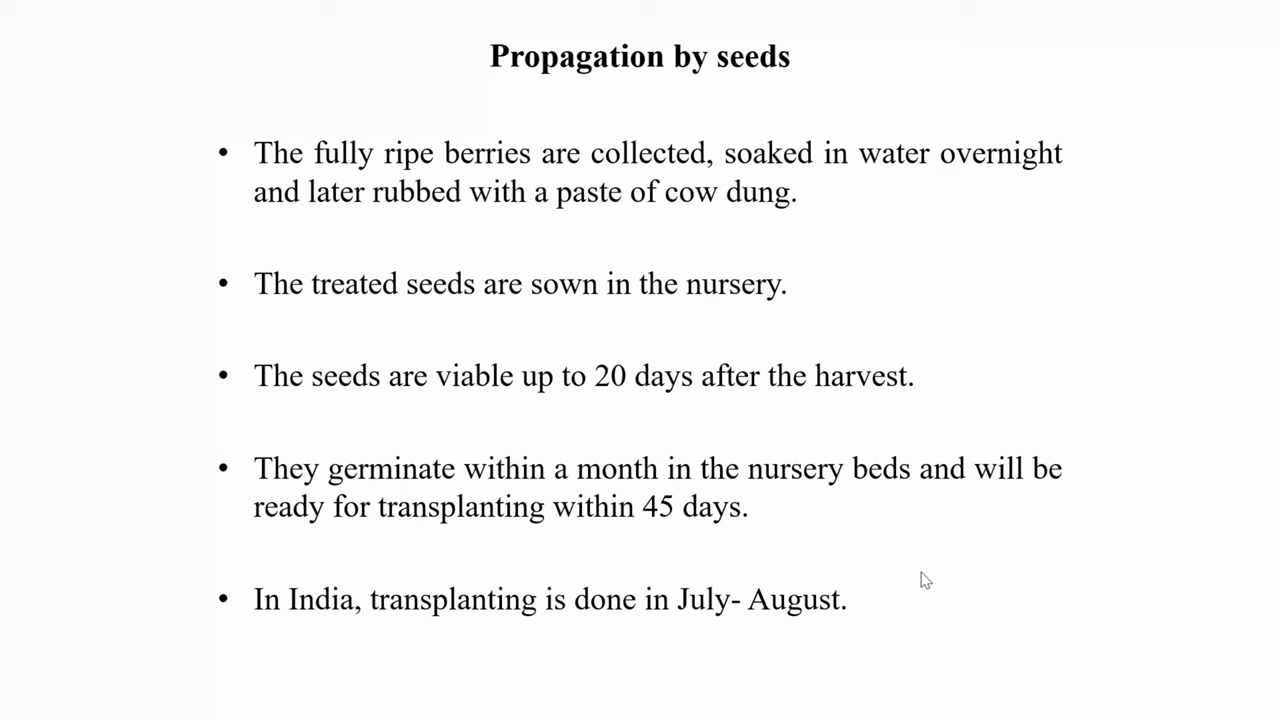 Propagation by seeds
• The fully ripe berries are collected, soaked in water overnight
and later rubbed with a paste of cow dung.
• The treated seeds are sown in the nursery.
• The seeds are viable up to 20 days after the harvest.
• They germinate within a month in the nursery beds and will be
ready for transplanting within 45 days.
• In India, transplanting is done in July- August.